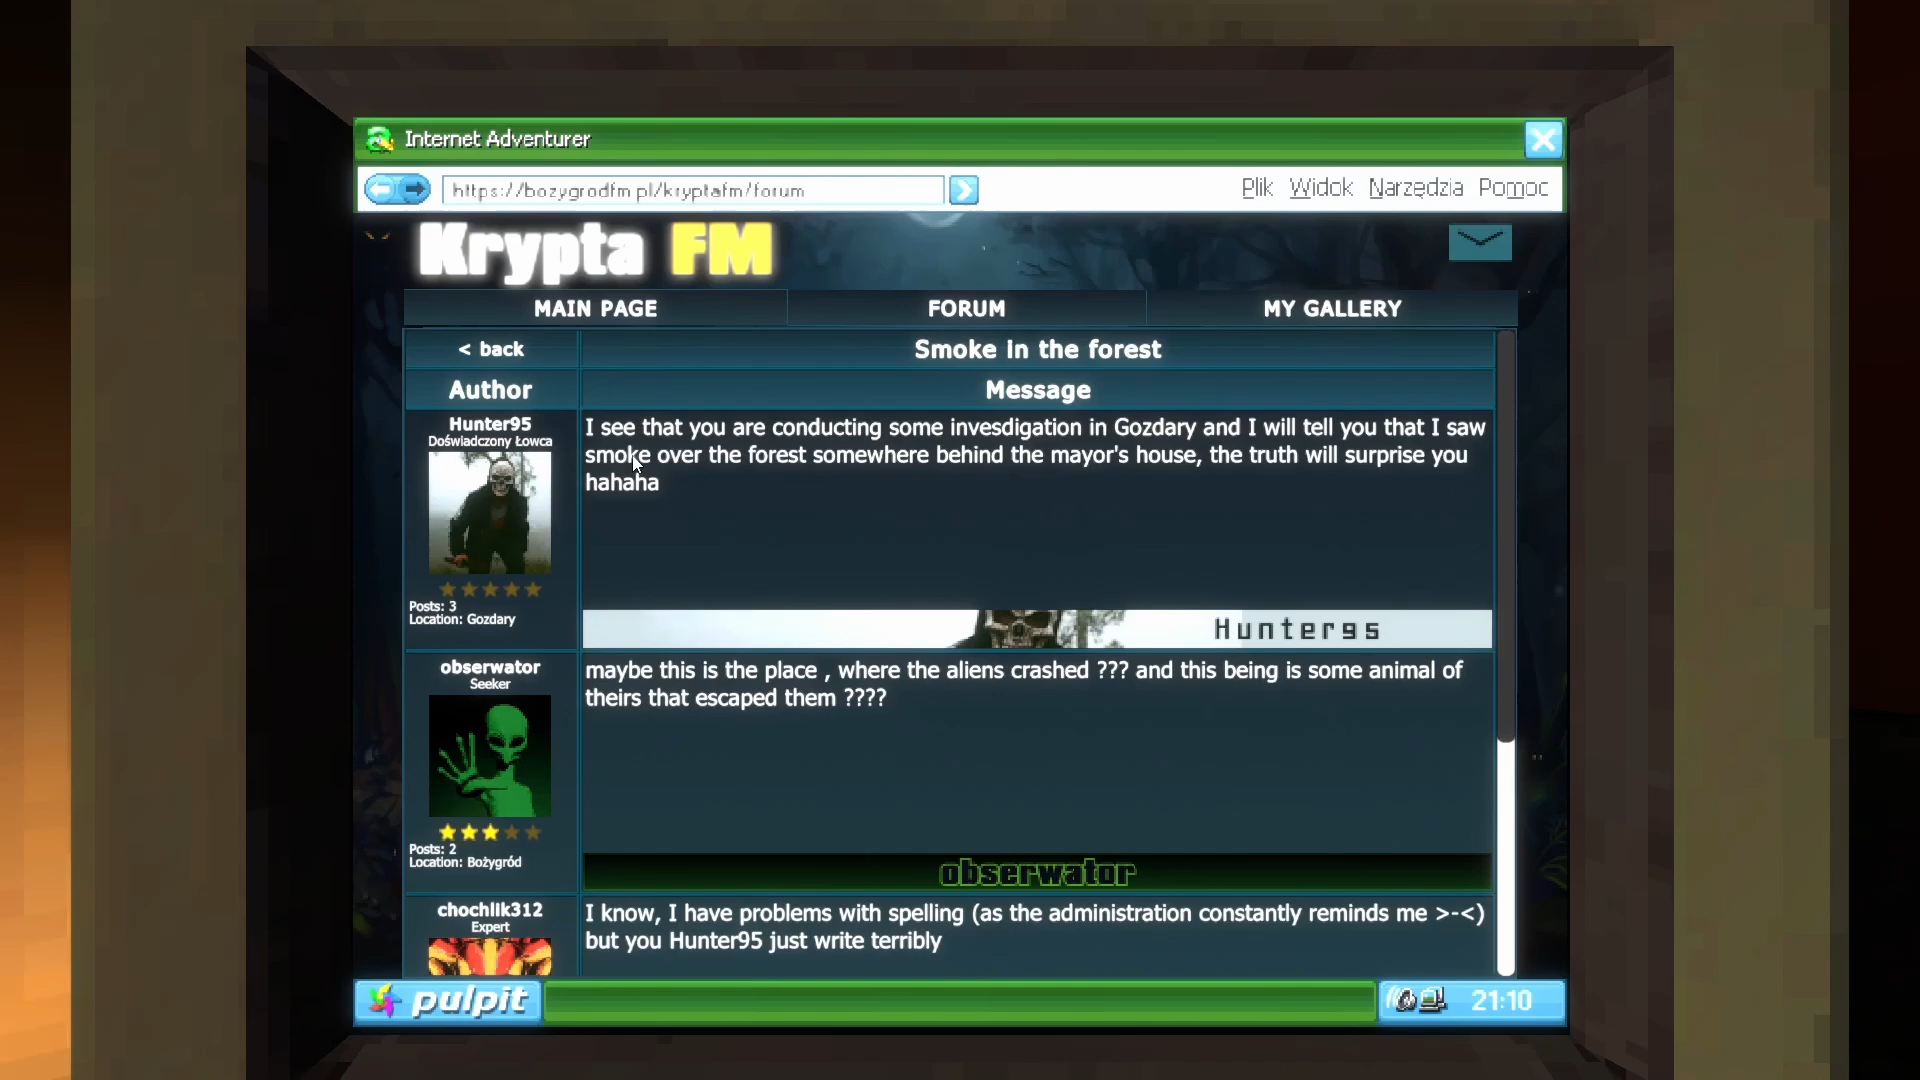 Internet Adventurer
https://bozygrodfm.pl/kryptafm/forum
Plik Widok Narzędzia Pomoc
Krypta FM
MAIN PAGE FORUM MY GALLERY
< back Smoke in the forest
Author Message
Hunter95
Doświadczony Łowca
I see that you are conducting some invesdigation in Gozdary and I will tell you that I saw
smoke over the forest somewhere behind the mayor's house, the truth will surprise you
hahaha
Posts: 3
Location: Gozdary
Hunter95
obserwator
Seeker
maybe this is the place , where the aliens crashed ??? and this being is some animal of
theirs that escaped them ????
Posts: 2
Location: Bożygród
obserwator
chochlik312
Expert
I know, I have problems with spelling (as the administration constantly reminds me >-<)
but you Hunter95 just write terribly
pulpit
21:10